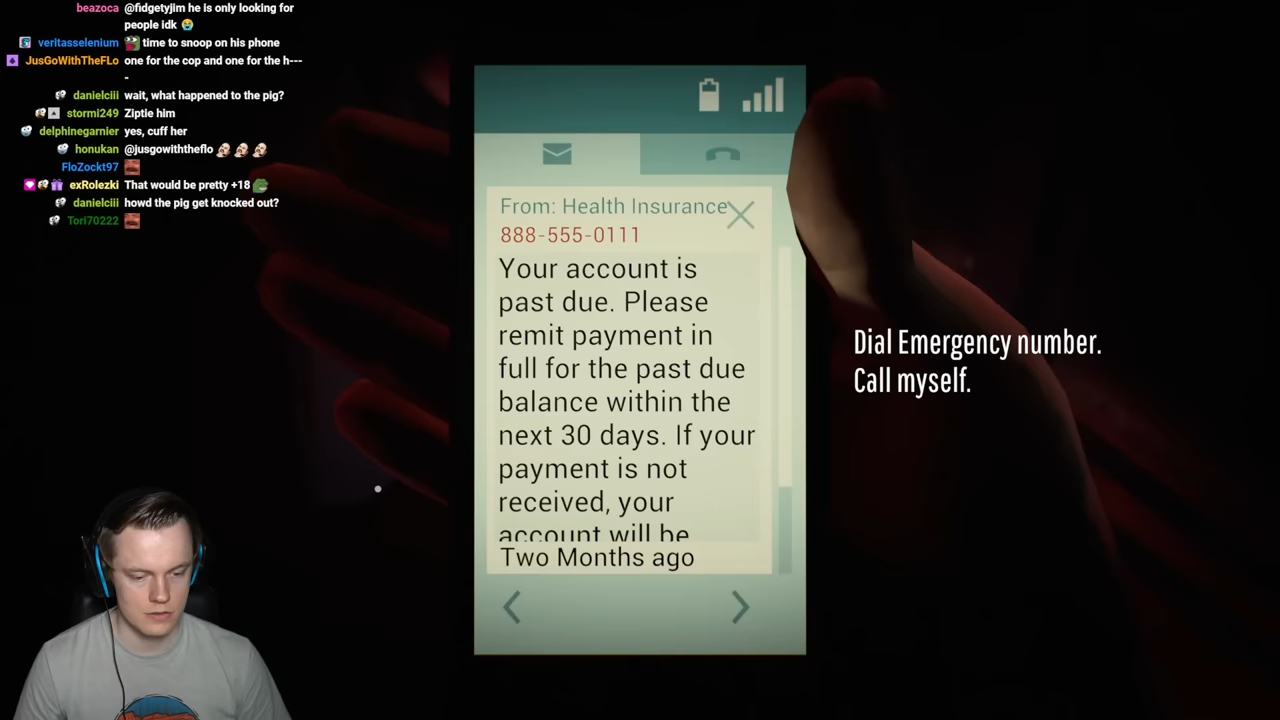 beazoca @fidgetyjim he is only looking for
people idk
veritasselenium time to snoop on his phone
JusGoWithTheFLo one for the cop and one for the h---
-
danielciii wait, what happened to the pig?
stormi249 Ziptie him
delphinegarnier yes, cuff her
honukan @jusgowiththeflo
FloZockt97
exRolezki That would be pretty +18
danielciii howd the pig get knocked out?
Tori70222
From: Health Insurance
888-555-0111
Your account is
past due. Please
remit payment in
full for the past due
balance within the
next 30 days. If your
payment is not
received, your
account will be
Two Months ago
Dial Emergency number.
Call myself.